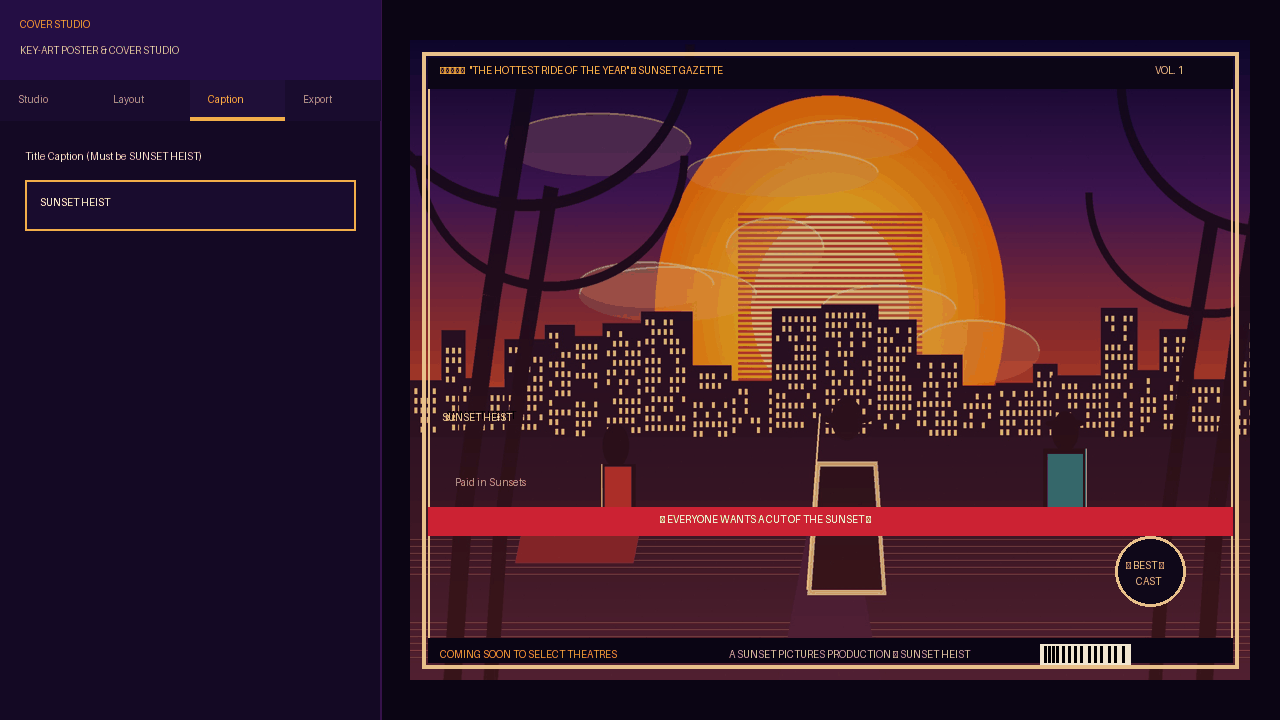 COVER STUDIO
KEY-ART POSTER & COVER STUDIO
Studio
Layout
Caption
Export
Title Caption (Must be SUNSET HEIST)
SUNSET HEIST
"THE HOTTEST RIDE OF THE YEAR" SUNSET GAZETTE
VOL. 1
SUNSET HEIST
Paid in Sunsets
EVERYONE WANTS A CUT OF THE SUNSET
BEST
CAST
COMING SOON TO SELECT THEATRES
A SUNSET PICTURES PRODUCTION SUNSET HEIST